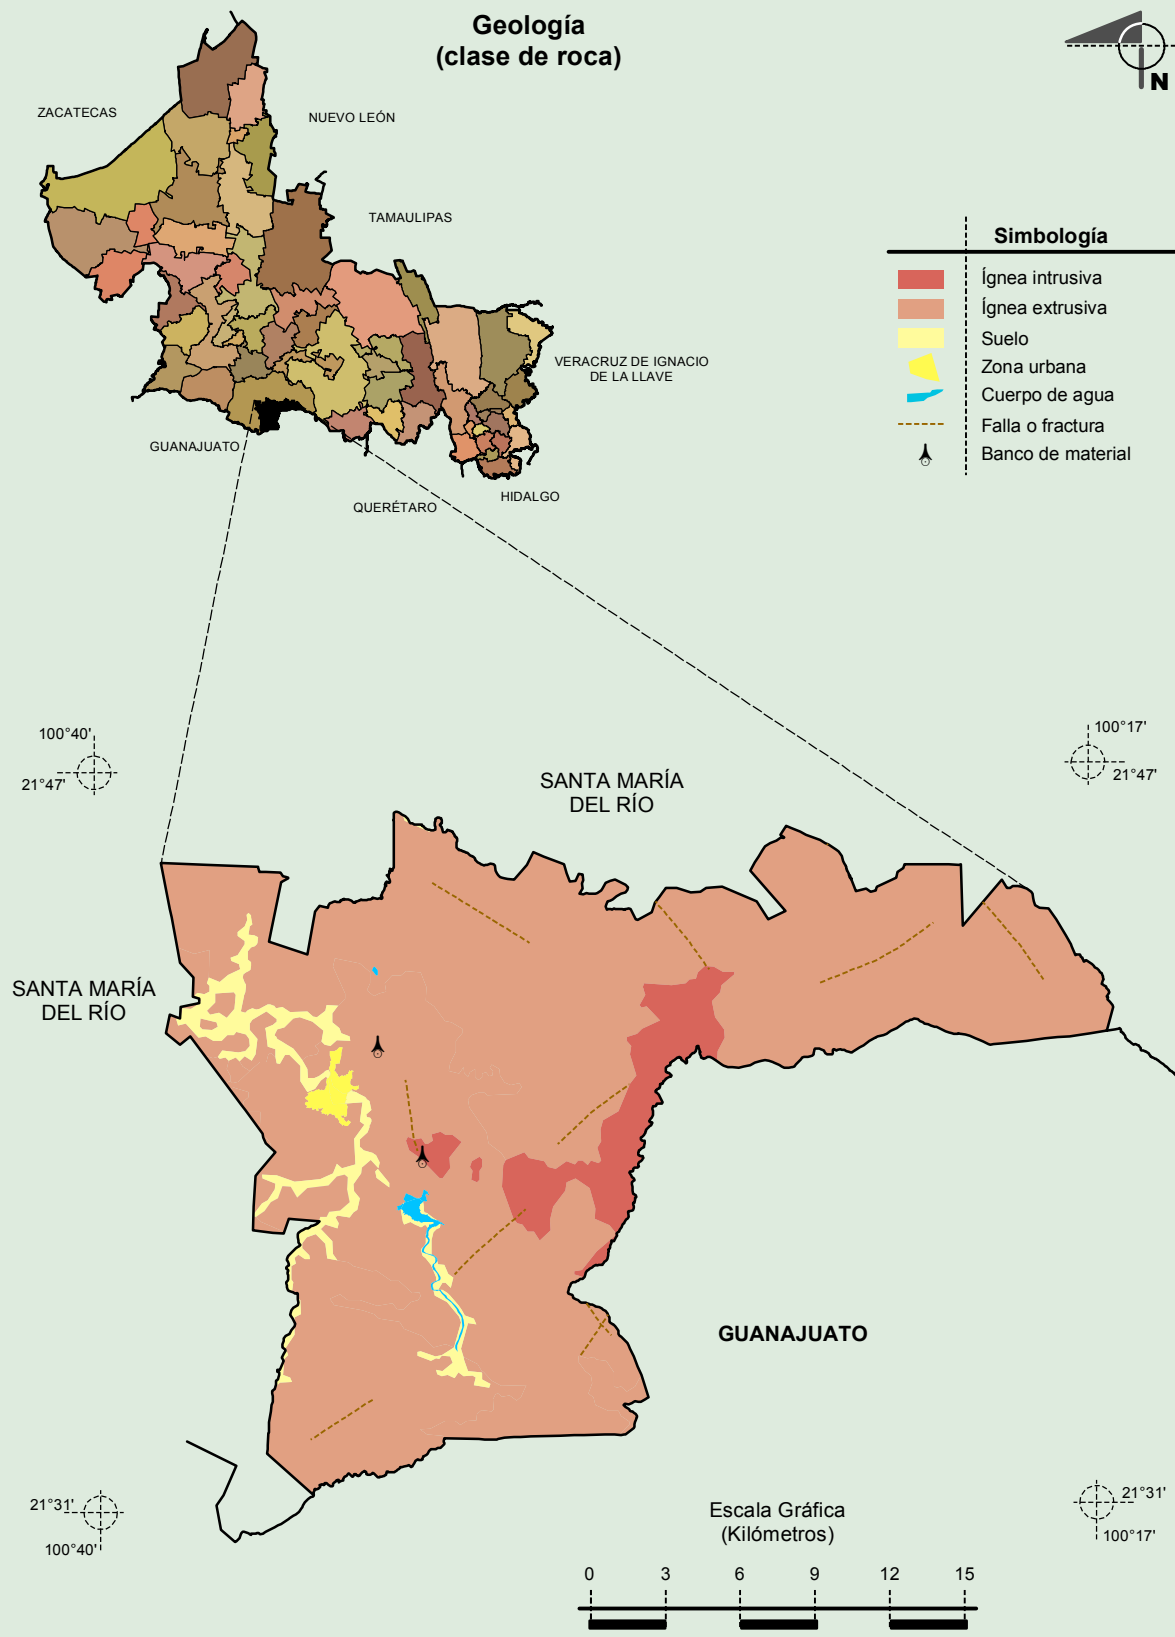 Geología
(clase de roca)
N
ZACATECAS
NUEVO LEÓN
TAMAULIPAS
VERACRUZ DE IGNACIO
DE LA LLAVE
GUANAJUATO
QUERÉTARO
HIDALGO
Simbología
Ígnea intrusiva
Ígnea extrusiva
Suelo
Zona urbana
Cuerpo de agua
Falla o fractura
Banco de material
100°40'
21°47'
100°17'
21°47'
SANTA MARÍA
DEL RÍO
SANTA MARÍA
DEL RÍO
GUANAJUATO
21°31'
100°40'
21°31'
100°17'
Escala Gráfica
(Kilómetros)
0 3 6 9 12 15